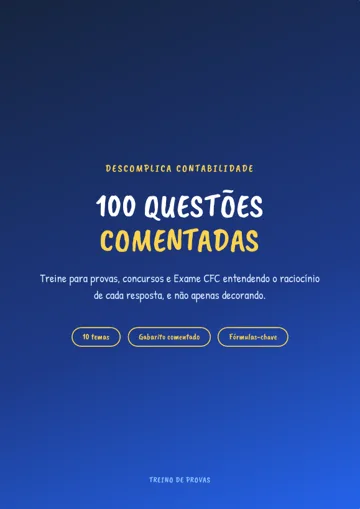 DESCOMPLICA CONTABILIDADE
100 QUESTÕES
COMENTADAS
Treine para provas, concursos e Exame CFC entendendo o raciocínio
de cada resposta, e não apenas decorando.
10 temas
Gabarito comentado
Fórmulas-chave
TREINO DE PROVAS